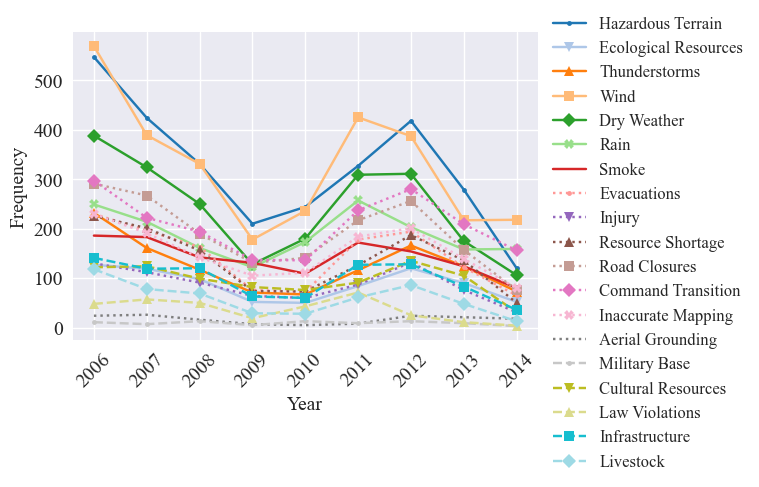 Hazardous Terrain
Ecological Resources
Thunderstorms
Wind
Dry Weather
Rain
Smoke
Evacuations
Injury
Resource Shortage
Road Closures
Command Transition
Inaccurate Mapping
Aerial Grounding
Military Base
Cultural Resources
Law Violations
Infrastructure
Livestock
Frequency
500
400
300
200
100
0
2006 2007 2008 2009 2010 2011 2012 2013 2014
Year